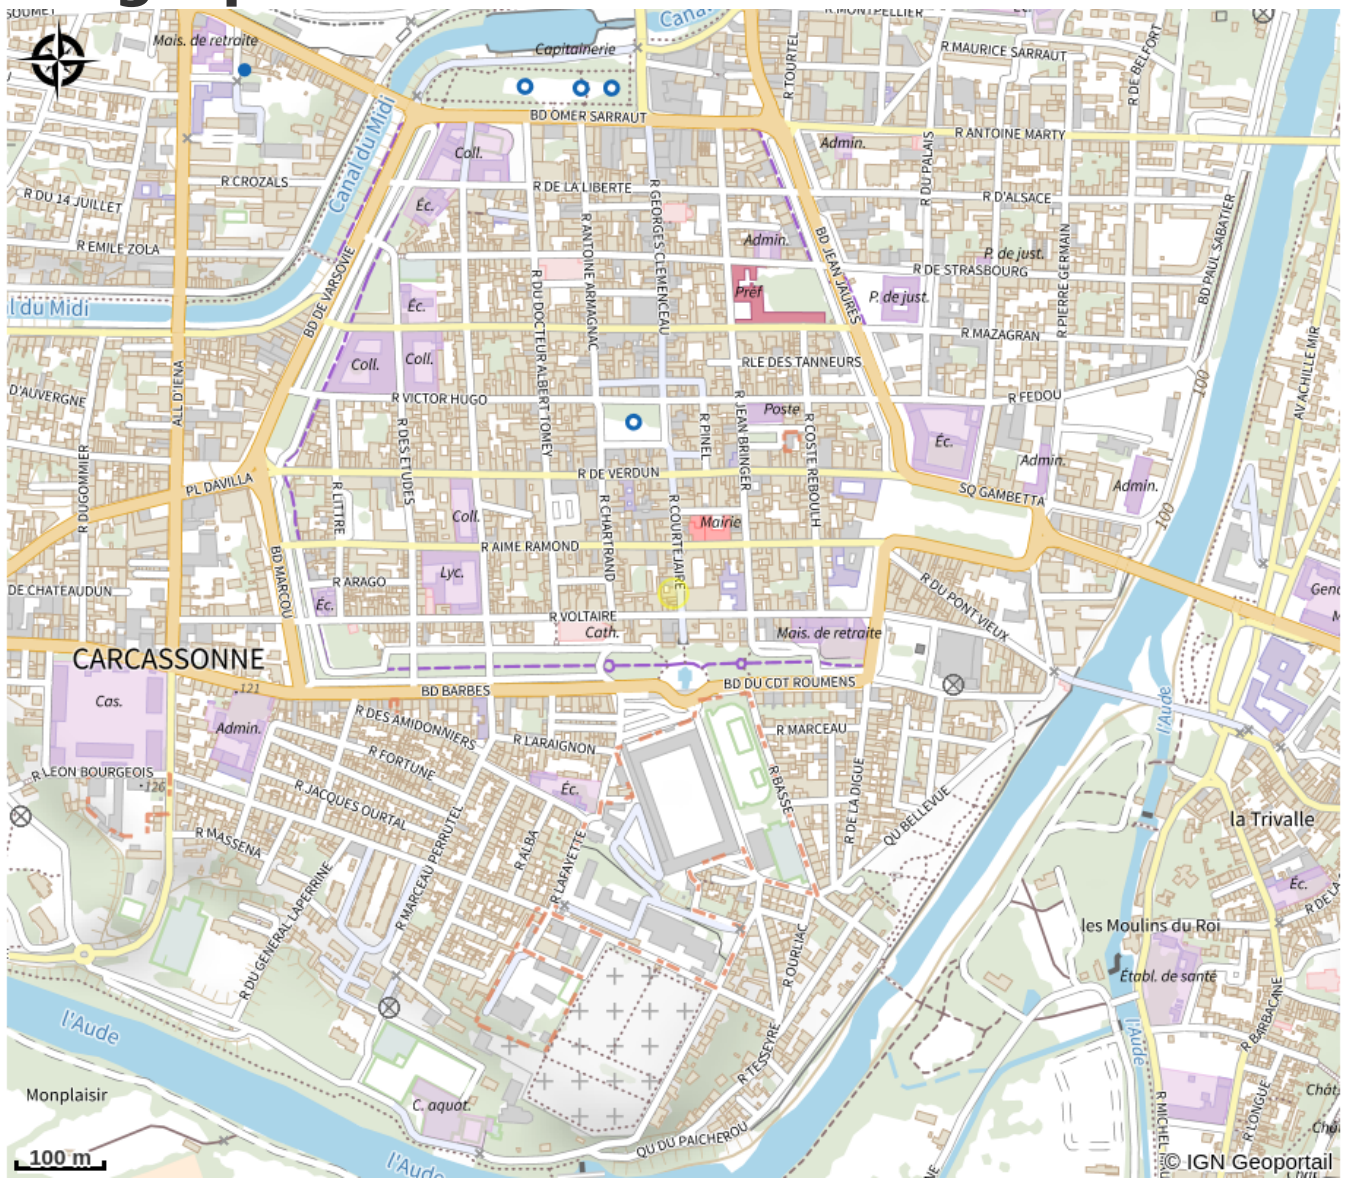 SOUMET
Mais. de retraite
Capitainerie
Canal
R MONTPELLIER
R TOURTEL
R MAURICE SARRAUT
R DE BELFORT
BD OMER SARRAUT
R ANTOINE MARTY
Canal du Midi
Coll.
Admin.
R DU PALAIS
R CROZALS
R DE LA LIBERTE
R D'ALSACE
R DU 14 JUILLET
Éc.
R GEORGES CLEMENCEAU
R ANTOINE ARMAGNAC
BD PAUL SABATIER
R EMILE ZOLA
BD DE VARSOVIE
Admin.
BD JEAN JAURES
P. de just.
R PIERRE GERMAIN
R DE STRASBOURG
l du Midi
Éc.
R DU DOCTEUR ALBERT TOMEY
Préf
P. de just.
R MAZAGRAN
AV ACHILLE MIR
Coll.
Coll.
RLE DES TANNEURS
ALL D'IENA
D'AUVERGNE
R VICTOR HUGO
R FEDOU
100
R DES ETUDES
R PINEL
R JEAN BRINGER
Poste
R COSTE REBOULH
Éc.
R DUGOMMIER
PL DAVILLA
R DE VERDUN
Admin.
Admin.
SQ GAMBETTA
R LITTRE
Coll.
R CHARTRAND
R COURTEJAIRE
Mairie
100
BD MARCOU
R AIME RAMOND
DE CHATEAUDUN
R ARAGO
Lyc.
R DU PONT VIEUX
Éc.
R VOLTAIRE
Cath.
Mais. de retraite
CARCASSONNE
BD BARBES
BD DU CDT ROUMENS
l'Aude
121
Cas.
Admin.
R DES AMIDONNIERS
R LARAIGNON
R MARCEAU
R FORTUNE
R LEON BOURGEOIS
126
R JACQUES OURTAL
Éc.
R BASSE
R DE LA DIGUE
QU BELLEVUE
la Trivalle
R MASSENA
R MARCEAU PERRUTEL
R ALBA
R LAFAYETTE
Éc.
R DE LA
R DU GENERAL LAPERRINE
R OURLIAC
les Moulins du Roi
Établ. de santé
l'Aude
l'Aude
R BARBACANE
R TESSEYRE
Monplaisir
C. aquat.
R MICHEL
R LONGUE
Chât.
QU DU PAICHEROU
100 m
l'Aude
© IGN Geoportail